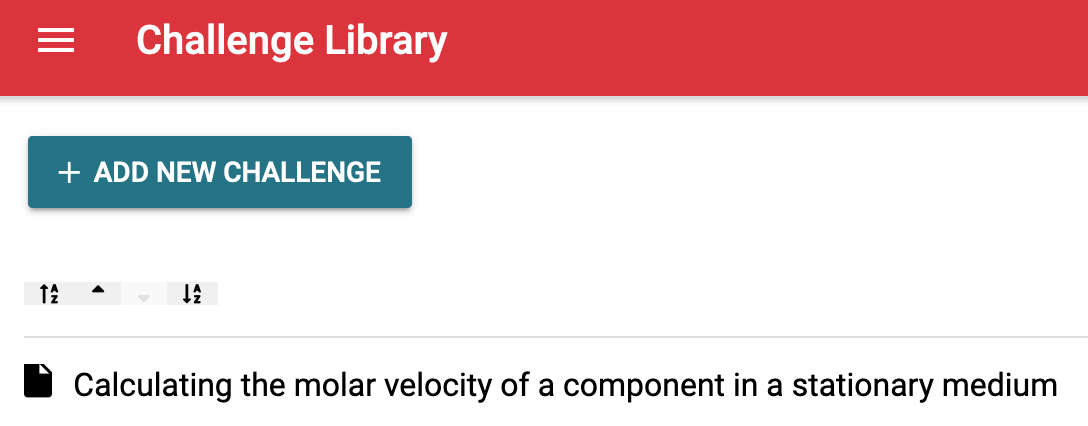 Challenge Library
+ ADD NEW CHALLENGE
A Z A Z
Calculating the molar velocity of a component in a stationary medium